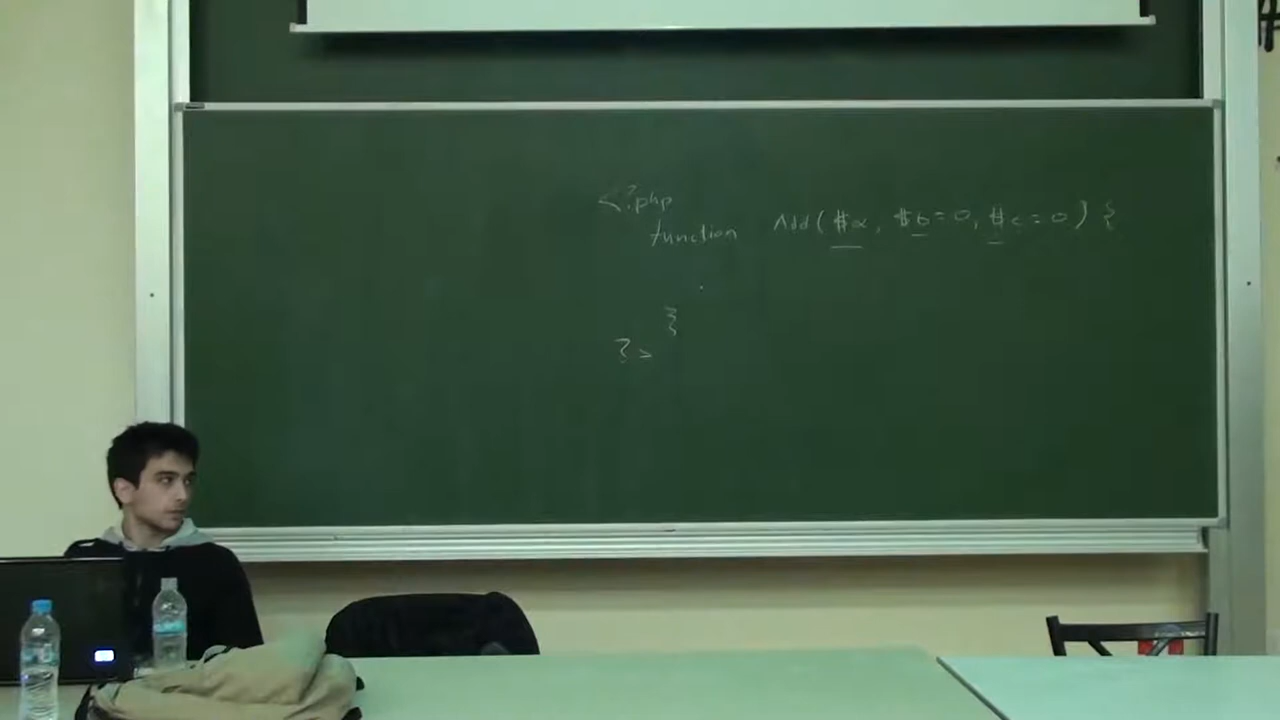 <?php
function Add($a, $b=0, $c=0) {
}
?>